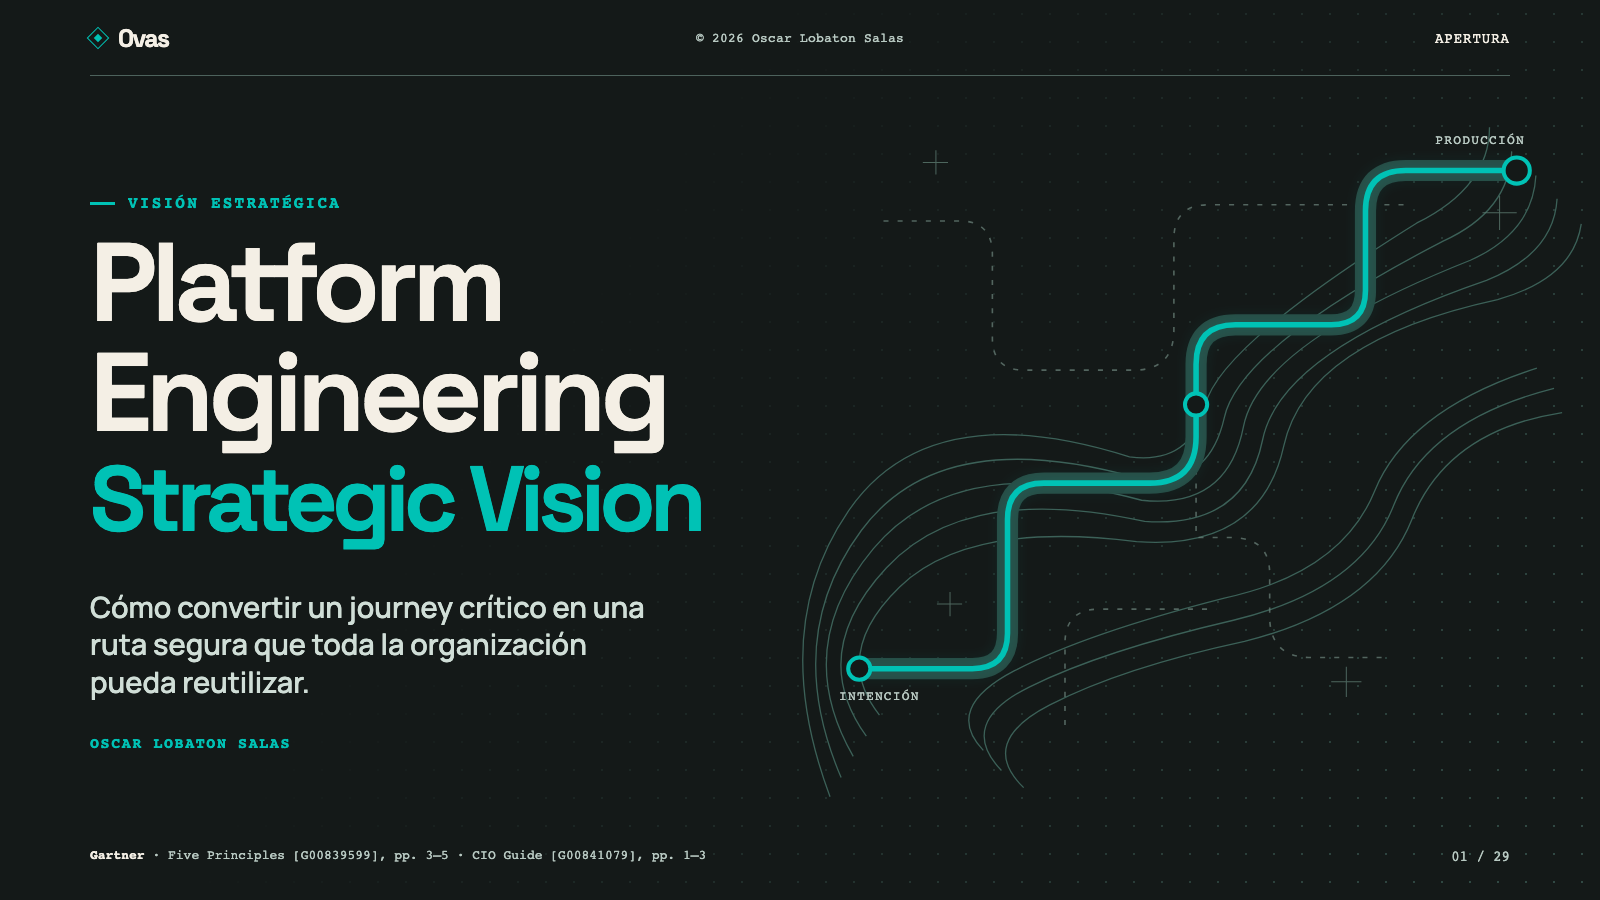 Ovas
© 2026 Oscar Lobaton Salas
APERTURA
VISIÓN ESTRATÉGICA
Platform
Engineering
Strategic Vision
Cómo convertir un journey crítico en una
ruta segura que toda la organización
pueda reutilizar.
OSCAR LOBATON SALAS
PRODUCCIÓN
INTENCIÓN
Gartner · Five Principles [G00839599], pp. 3–5 · CIO Guide [G00841079], pp. 1–3
01 / 29